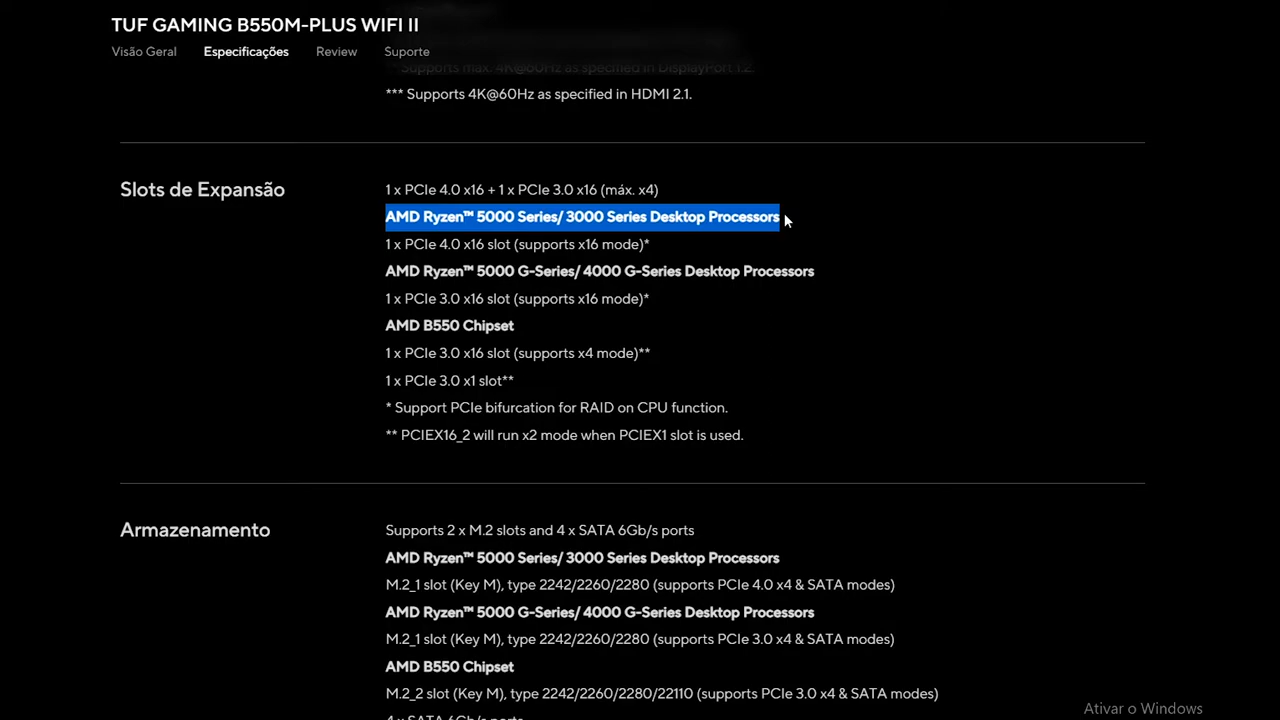 TUF GAMING B550M-PLUS WIFI II
Visão Geral Especificações Review Suporte
* Supports max. 4K@60Hz as specified in DisplayPort 1.2.
*** Supports 4K@60Hz as specified in HDMI 2.1.
Slots de Expansão
1 x PCIe 4.0 x16 + 1 x PCIe 3.0 x16 (máx. x4)
AMD Ryzen™ 5000 Series/ 3000 Series Desktop Processors
1 x PCIe 4.0 x16 slot (supports x16 mode)*
AMD Ryzen™ 5000 G-Series/ 4000 G-Series Desktop Processors
1 x PCIe 3.0 x16 slot (supports x16 mode)*
AMD B550 Chipset
1 x PCIe 3.0 x16 slot (supports x4 mode)**
1 x PCIe 3.0 x1 slot**
* Support PCIe bifurcation for RAID on CPU function.
** PCIEX16_2 will run x2 mode when PCIEX1 slot is used.
Armazenamento
Supports 2 x M.2 slots and 4 x SATA 6Gb/s ports
AMD Ryzen™ 5000 Series/ 3000 Series Desktop Processors
M.2_1 slot (Key M), type 2242/2260/2280 (supports PCIe 4.0 x4 & SATA modes)
AMD Ryzen™ 5000 G-Series/ 4000 G-Series Desktop Processors
M.2_1 slot (Key M), type 2242/2260/2280 (supports PCIe 3.0 x4 & SATA modes)
AMD B550 Chipset
M.2_2 slot (Key M), type 2242/2260/2280/22110 (supports PCIe 3.0 x4 & SATA modes)
4 x SATA 6Gb/s ports
Ativar o Windows